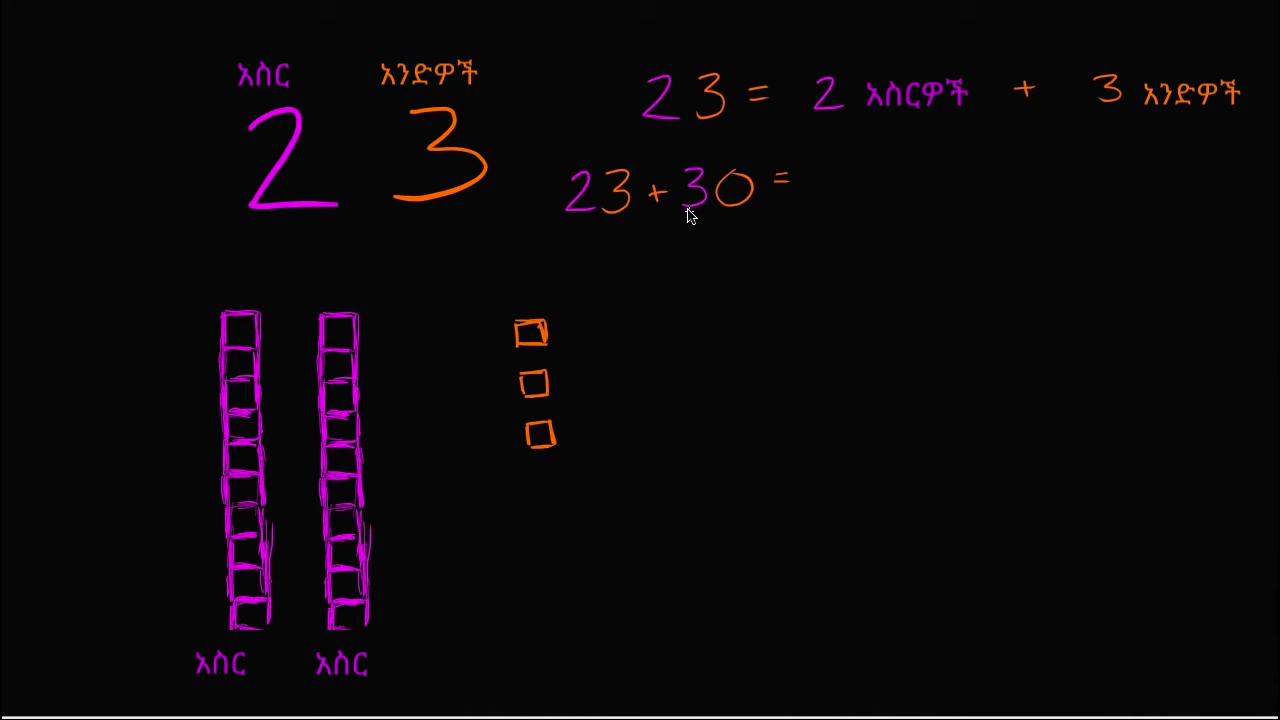 አስር አንድዎች
2 3
23 = 2 አስርዎች + 3 አንድዎች
23 + 30 =
አስር አስር